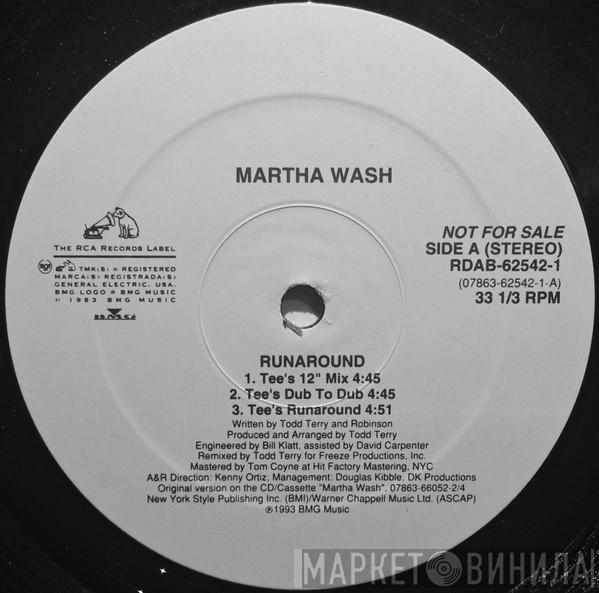 MARTHA WASH
THE RCA RECORDS LABEL
TMK(S) ® REGISTERED
MARCA(S) REGISTRADA(S)
GENERAL ELECTRIC, USA.
BMG LOGO ® BMG MUSIC
© 1993 BMG MUSIC
BMG
NOT FOR SALE
SIDE A (STEREO)
RDAB-62542-1
(07863-62542-1-A)
33 1/3 RPM
RUNAROUND
1. Tee's 12" Mix 4:45
2. Tee's Dub To Dub 4:45
3. Tee's Runaround 4:51
Written by Todd Terry and Robinson
Produced and Arranged by Todd Terry
Engineered by Bill Klatt, assisted by David Carpenter
Remixed by Todd Terry for Freeze Productions, Inc.
Mastered by Tom Coyne at Hit Factory Mastering, NYC
A&R Direction: Kenny Ortiz; Management: Douglas Kibble, DK Productions
Original version on the CD/Cassette "Martha Wash", 07863-66052-2/4
New York Style Publishing Inc. (BMI)/Warner Chappell Music Ltd. (ASCAP)
℗1993 BMG Music
МАРКЕТ ВИНИЛА